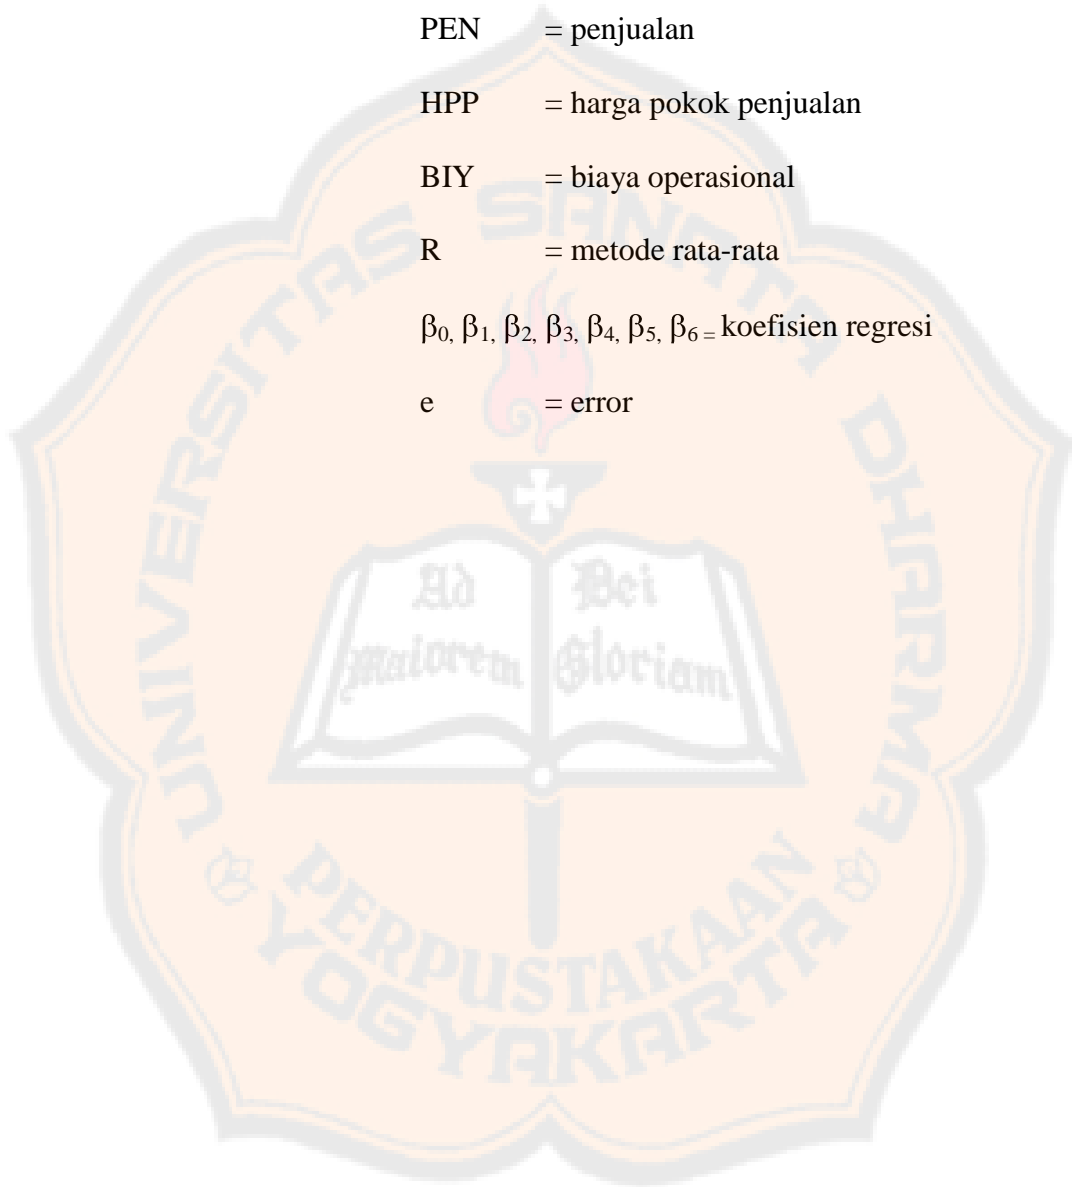 PEN = penjualan
HPP = harga pokok penjualan
BIY = biaya operasional
R = metode rata-rata
β0, β1, β2, β3, β4, β5, β6 = koefisien regresi
e = error
UNIVERSITAS SANATA DHARMA
Ad Dei
maiorem Gloriam
PERPUSTAKAAN
YOGYAKARTA